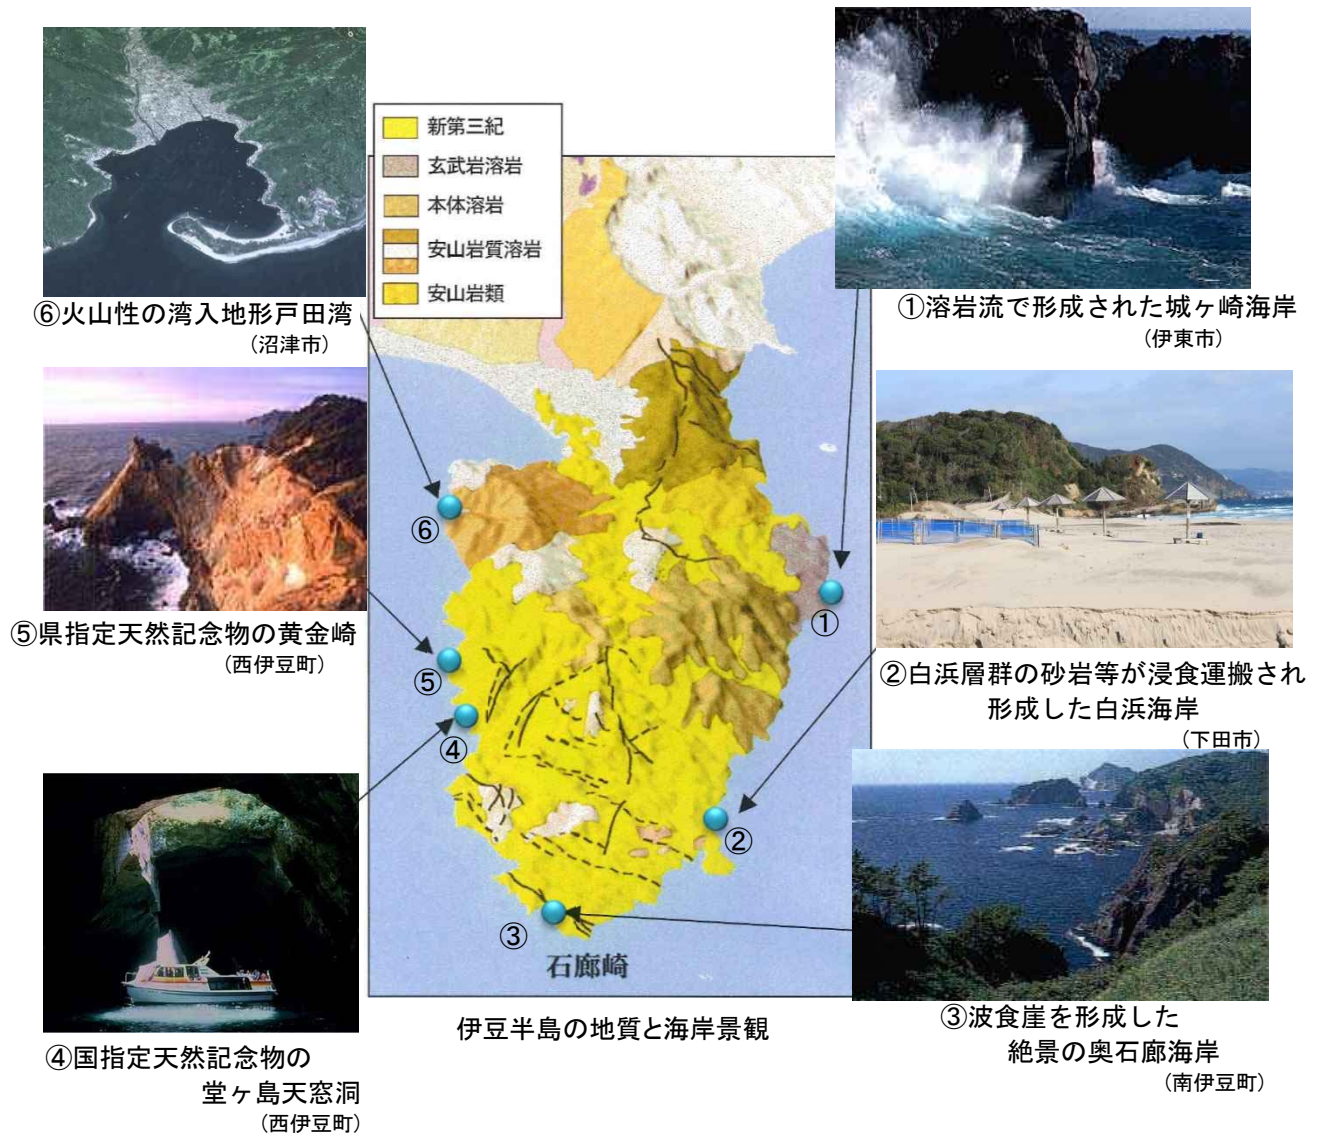 新第三紀
玄武岩溶岩
本体溶岩
安山岩質溶岩
安山岩類
⑥火山性の湾入地形戸田湾
(沼津市)
①溶岩流で形成された城ヶ崎海岸
(伊東市)
⑤県指定天然記念物の黄金崎
(西伊豆町)
②白浜層群の砂岩等が浸食運搬され
形成した白浜海岸
(下田市)
⑥
①
⑤
④
②
③
石廊崎
伊豆半島の地質と海岸景観
④国指定天然記念物の
堂ヶ島天窓洞
(西伊豆町)
③波食崖を形成した
絶景の奥石廊海岸
(南伊豆町)